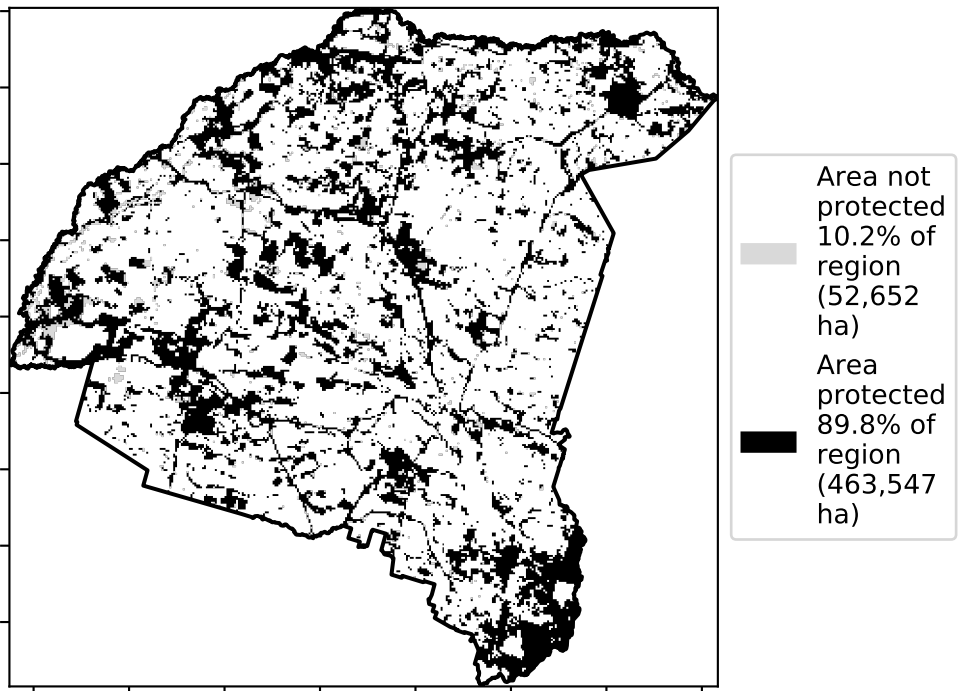 Area not
protected
10.2% of
region
(52,652
ha)
Area
protected
89.8% of
region
(463,547
ha)